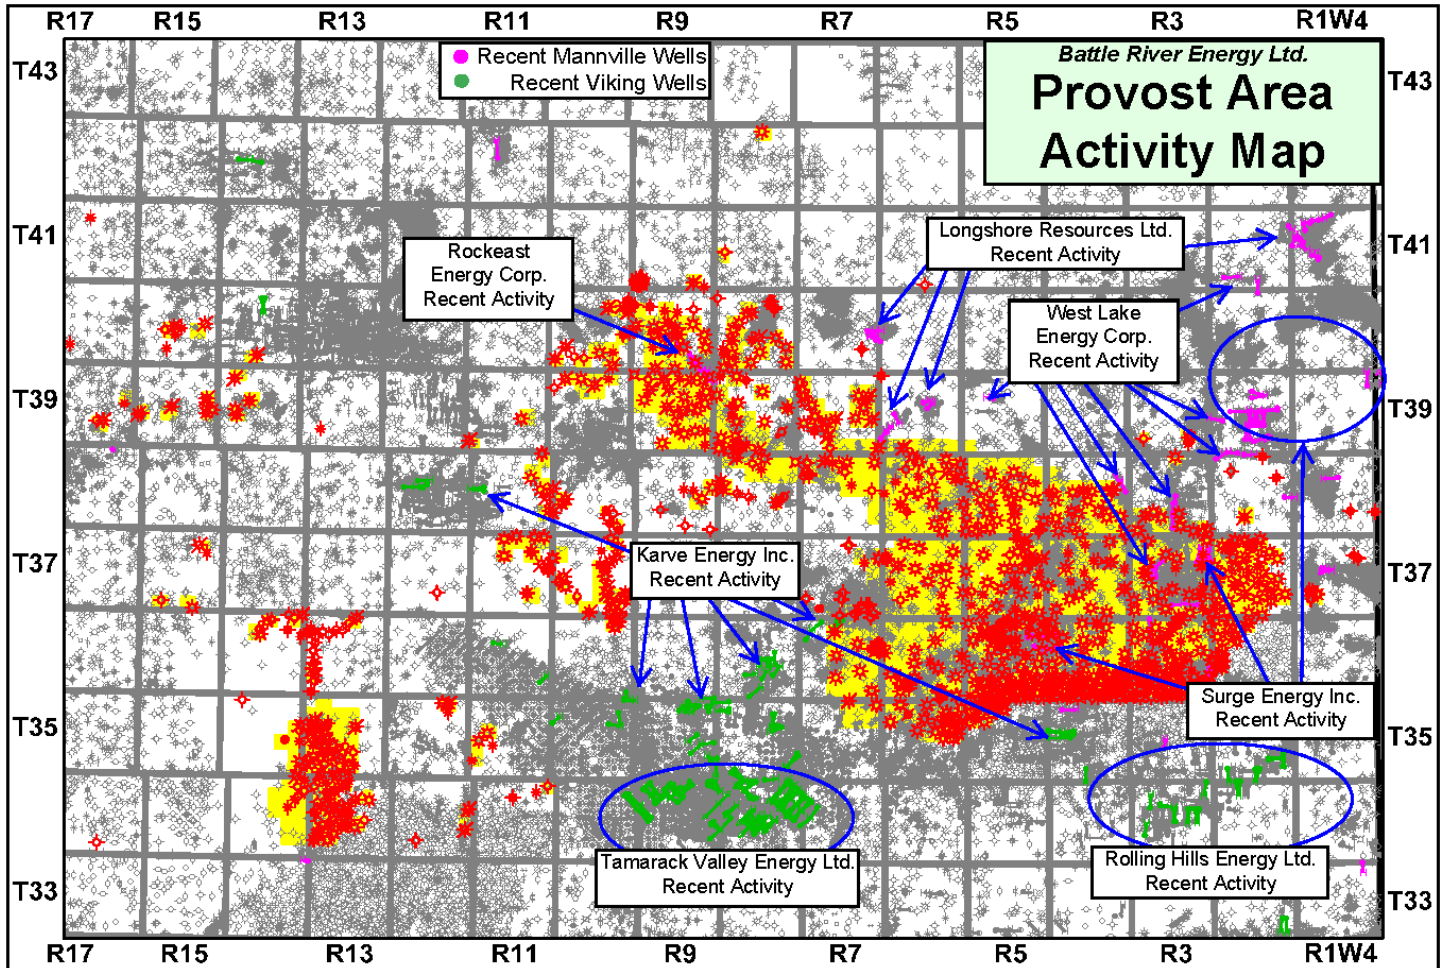 R17 R15 R13 R11 R9 R7 R5 R3 R1W4
Recent Mannville Wells
Recent Viking Wells
Battle River Energy Ltd.
Provost Area
Activity Map
T43
T43
T41
T41
Longshore Resources Ltd.
Recent Activity
Rockeast
Energy Corp.
Recent Activity
West Lake
Energy Corp.
Recent Activity
T39
T39
Karve Energy Inc.
Recent Activity
T37
T37
Surge Energy Inc.
Recent Activity
T35
T35
Tamarack Valley Energy Ltd.
Recent Activity
Rolling Hills Energy Ltd.
Recent Activity
T33
T33
R17 R15 R13 R11 R9 R7 R5 R3 R1W4